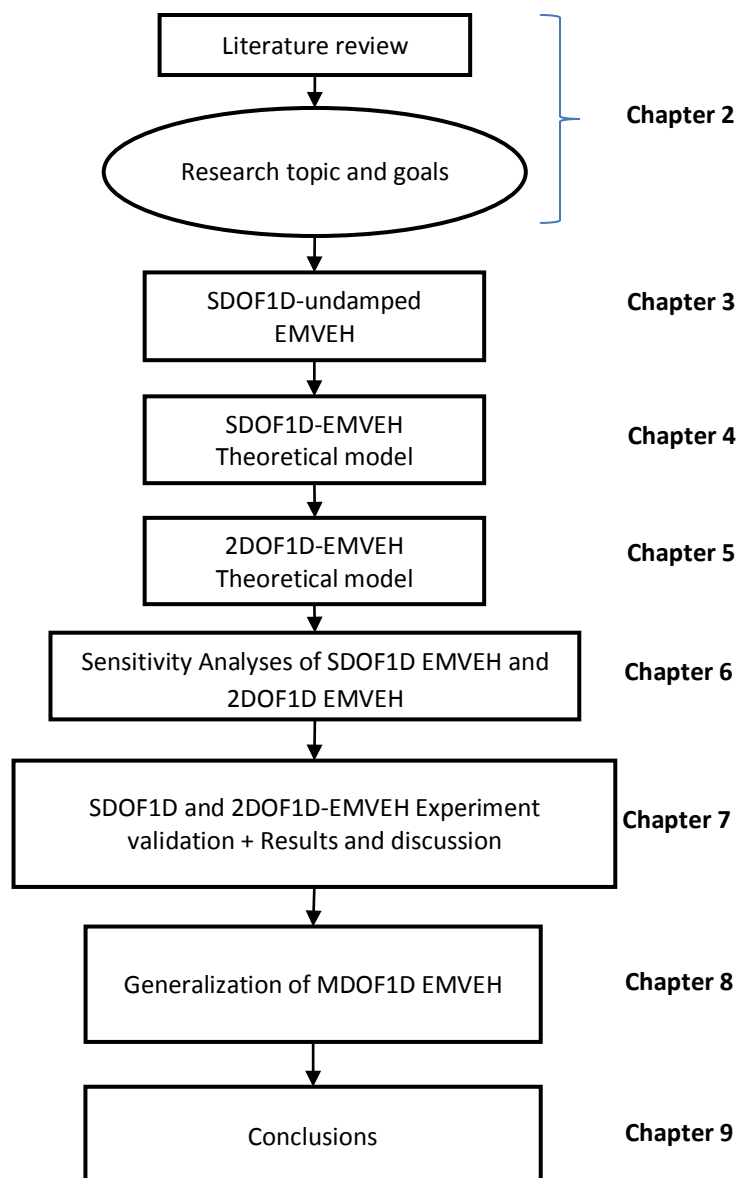 Literature review
Research topic and goals
Chapter 2
SDOF1D-undamped
EMVEH
Chapter 3
SDOF1D-EMVEH
Theoretical model
Chapter 4
2DOF1D-EMVEH
Theoretical model
Chapter 5
Sensitivity Analyses of SDOF1D EMVEH and
2DOF1D EMVEH
Chapter 6
SDOF1D and 2DOF1D-EMVEH Experiment
validation + Results and discussion
Chapter 7
Generalization of MDOF1D EMVEH
Chapter 8
Conclusions
Chapter 9